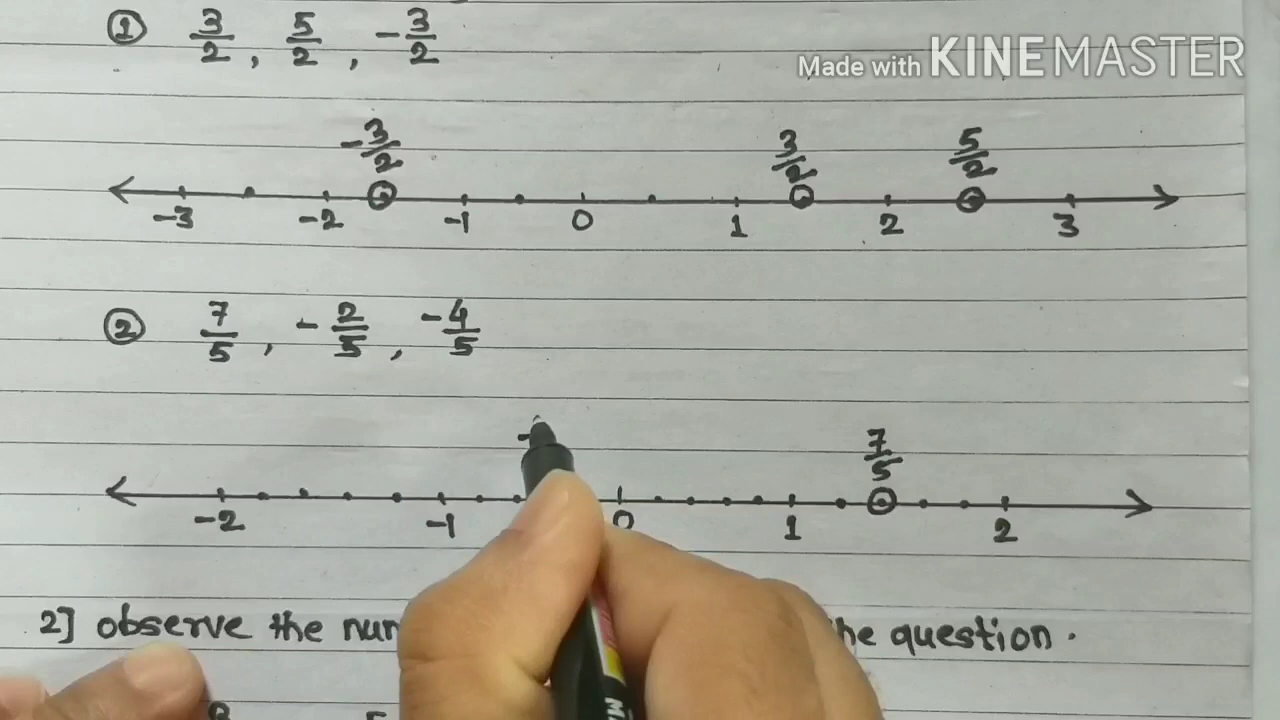 ① 3/2, 5/2, -3/2
Made with KINEMASTER
-3/2 3/2 5/2
-3 -2 -1 0 1 2 3
② 7/5, -2/5, -4/5
- 7/5
-2 -1 0 1 2
2] observe the question.